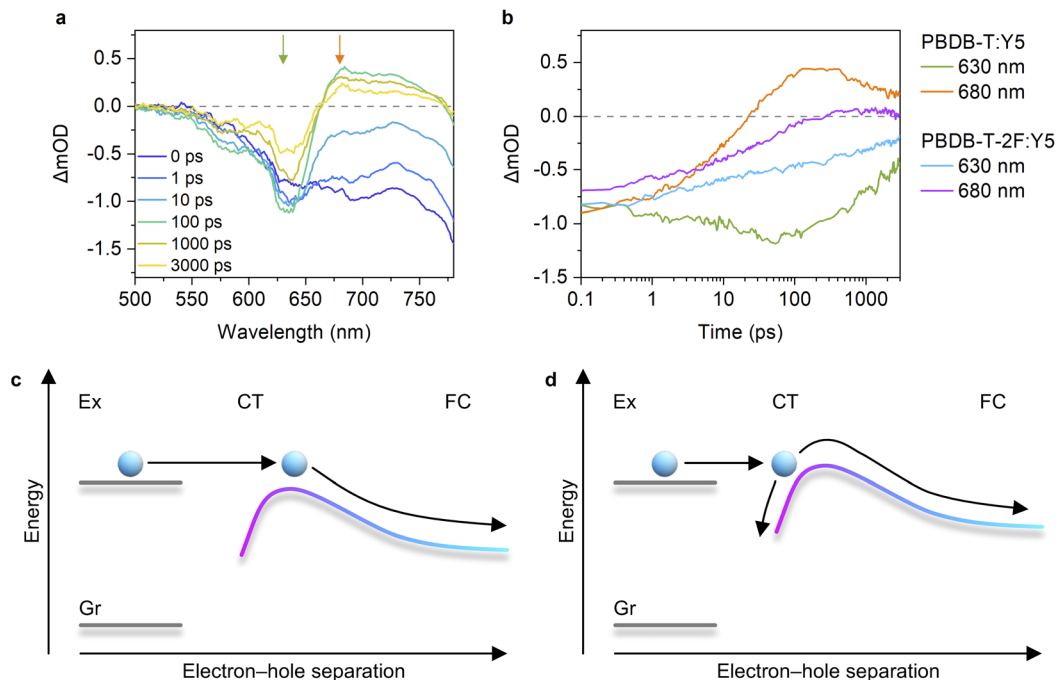 a
ΔmOD
0.5
0.0
-0.5
-1.0
-1.5
0 ps
1 ps
10 ps
100 ps
1000 ps
3000 ps
500
550
600
650
700
750
Wavelength (nm)
b
ΔmOD
0.5
0.0
-0.5
-1.0
-1.5
0.1
1
10
100
1000
Time (ps)
PBDB-T:Y5
630 nm
680 nm
PBDB-T-2F:Y5
630 nm
680 nm
c
Energy
Ex
CT
FC
Gr
Electron–hole separation
d
Energy
Ex
CT
FC
Gr
Electron–hole separation